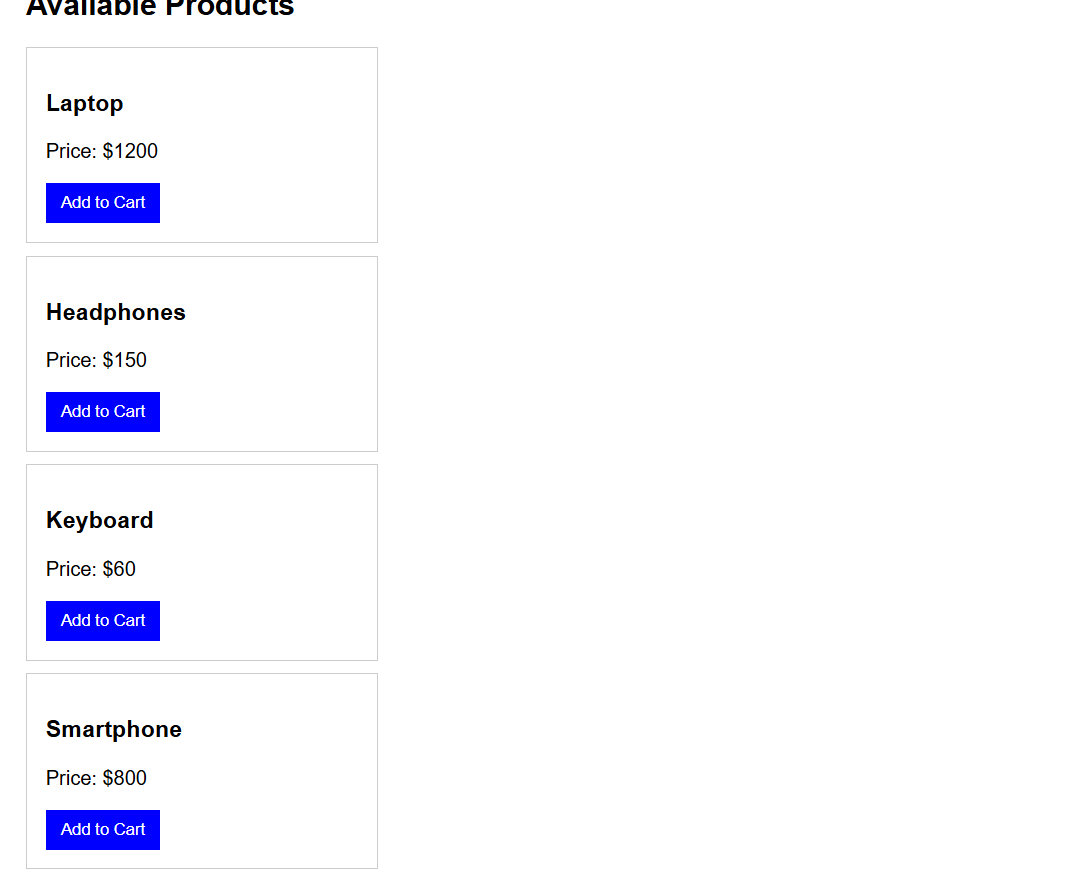 Available Products
Laptop
Price: $1200
Add to Cart
Headphones
Price: $150
Add to Cart
Keyboard
Price: $60
Add to Cart
Smartphone
Price: $800
Add to Cart